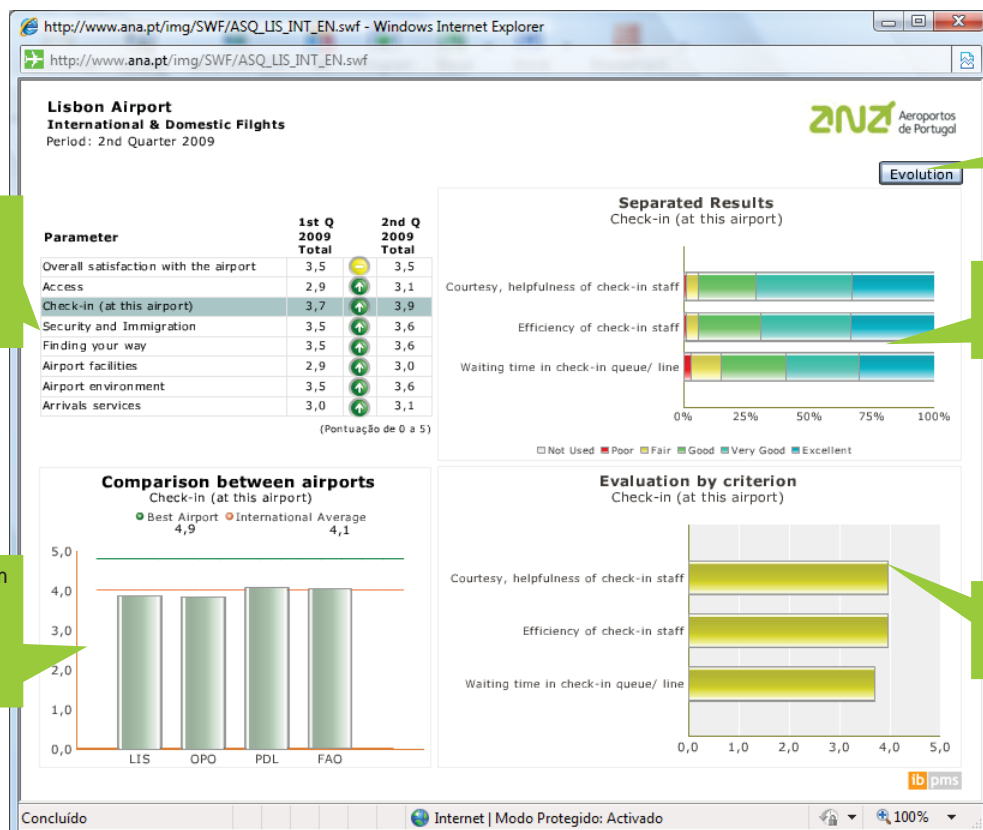 http://www.ana.pt/img/SWF/ASQ_LIS_INT_EN.swf - Windows Internet Explorer
http://www.ana.pt/img/SWF/ASQ_LIS_INT_EN.swf
Lisbon Airport
International & Domestic Filghts
Period: 2nd Quarter 2009
ana Aeroportos
de Portugal
Evolution
Parameter 1st Q 2009 Total 2nd Q 2009 Total
Overall satisfaction with the airport 3,5 3,5
Access 2,9 3,1
Check-in (at this airport) 3,7 3,9
Security and Immigration 3,5 3,6
Finding your way 3,5 3,6
Airport facilities 2,9 3,0
Airport environment 3,5 3,6
Arrivals services 3,0 3,1
(Pontuação de 0 a 5)
Separated Results
Check-in (at this airport)
Courtesy, helpfulness of check-in staff
Efficiency of check-in staff
Waiting time in check-in queue/ line
0% 25% 50% 75% 100%
Not Used Poor Fair Good Very Good Excellent
Comparison between airports
Check-in (at this airport)
Best Airport International Average
4,9 4,1
5,0
4,0
3,0
2,0
1,0
0,0
LIS OPO PDL FAO
Evaluation by criterion
Check-in (at this airport)
Courtesy, helpfulness of check-in staff
Efficiency of check-in staff
Waiting time in check-in queue/ line
0,0 1,0 2,0 3,0 4,0 5,0
ib pms
Concluído Internet | Modo Protegido: Activado 100%